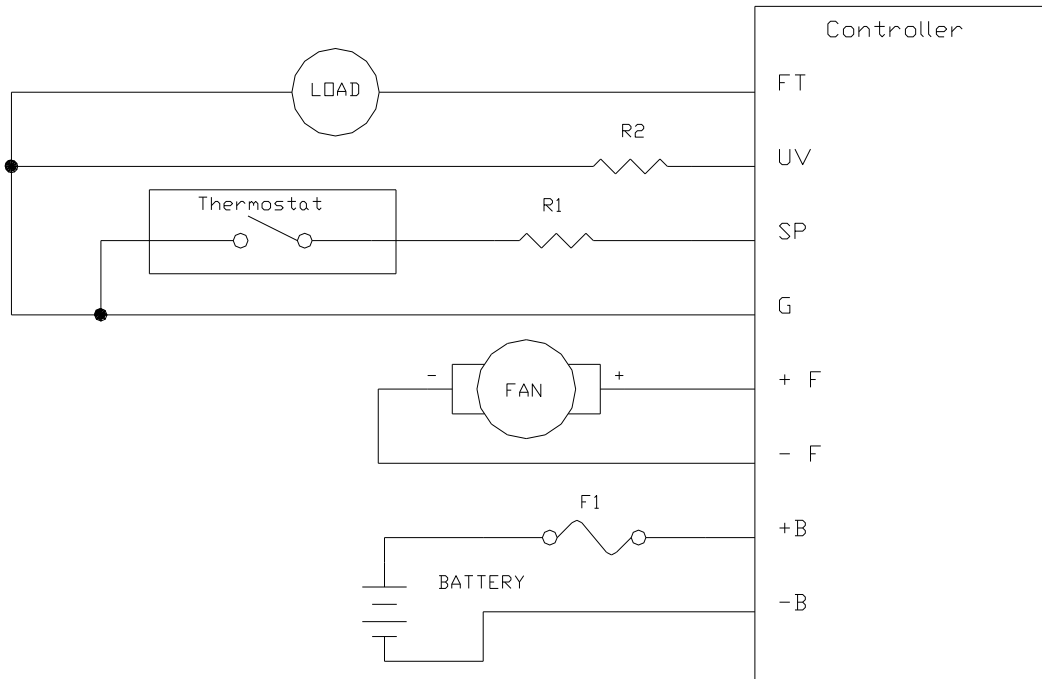 Controller
LOAD
FT
R2
UV
Thermostat
R1
SP
G
- FAN +
+ F
- F
F1
+B
BATTERY
-B